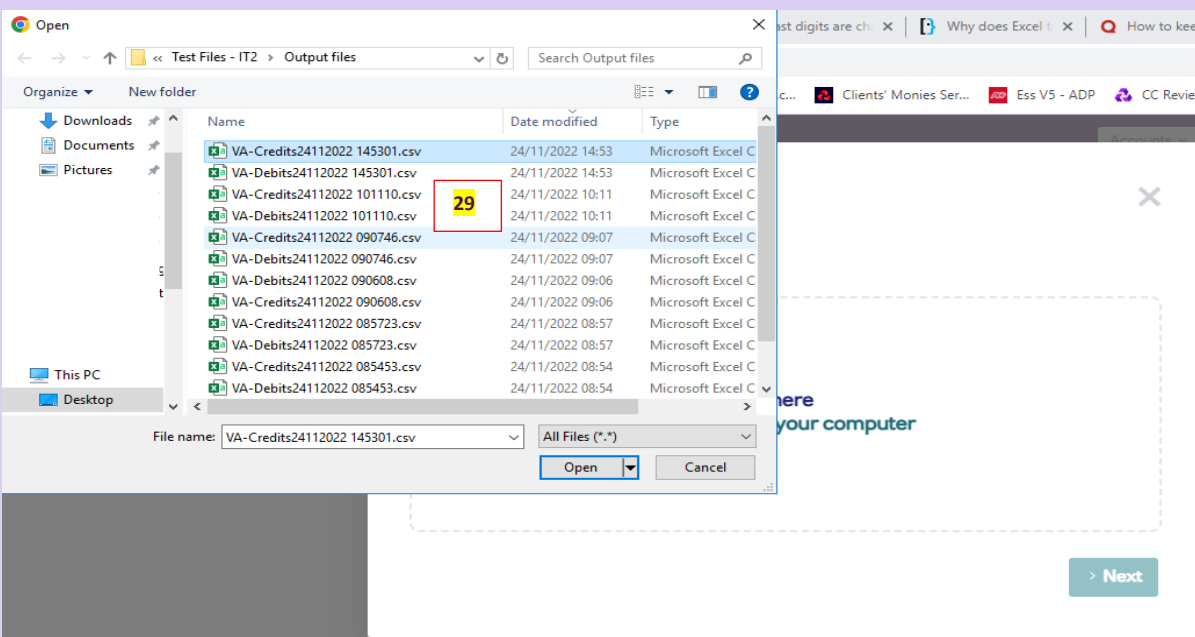 Open
ast digits are ch
Why does Excel t
How to kee
« Test Files - IT2 > Output files
Search Output files
Organize
New folder
?
.c...
Clients' Monies Ser...
ADP
Ess V5 - ADP
CC Revie
Downloads
Documents
Pictures
This PC
Desktop
Name Date modified Type
VA-Credits24112022 145301.csv 24/11/2022 14:53 Microsoft Excel C
VA-Debits24112022 145301.csv 24/11/2022 14:53 Microsoft Excel C
VA-Credits24112022 101110.csv 24/11/2022 10:11 Microsoft Excel C
VA-Debits24112022 101110.csv 24/11/2022 10:11 Microsoft Excel C
29
VA-Credits24112022 090746.csv 24/11/2022 09:07 Microsoft Excel C
VA-Debits24112022 090746.csv 24/11/2022 09:07 Microsoft Excel C
VA-Debits24112022 090608.csv 24/11/2022 09:06 Microsoft Excel C
VA-Credits24112022 090608.csv 24/11/2022 09:06 Microsoft Excel C
VA-Credits24112022 085723.csv 24/11/2022 08:57 Microsoft Excel C
VA-Debits24112022 085723.csv 24/11/2022 08:57 Microsoft Excel C
VA-Credits24112022 085453.csv 24/11/2022 08:54 Microsoft Excel C
VA-Debits24112022 085453.csv 24/11/2022 08:54 Microsoft Excel C
File name: VA-Credits24112022 145301.csv
All Files (*.*)
Open
Cancel
here
your computer
> Next